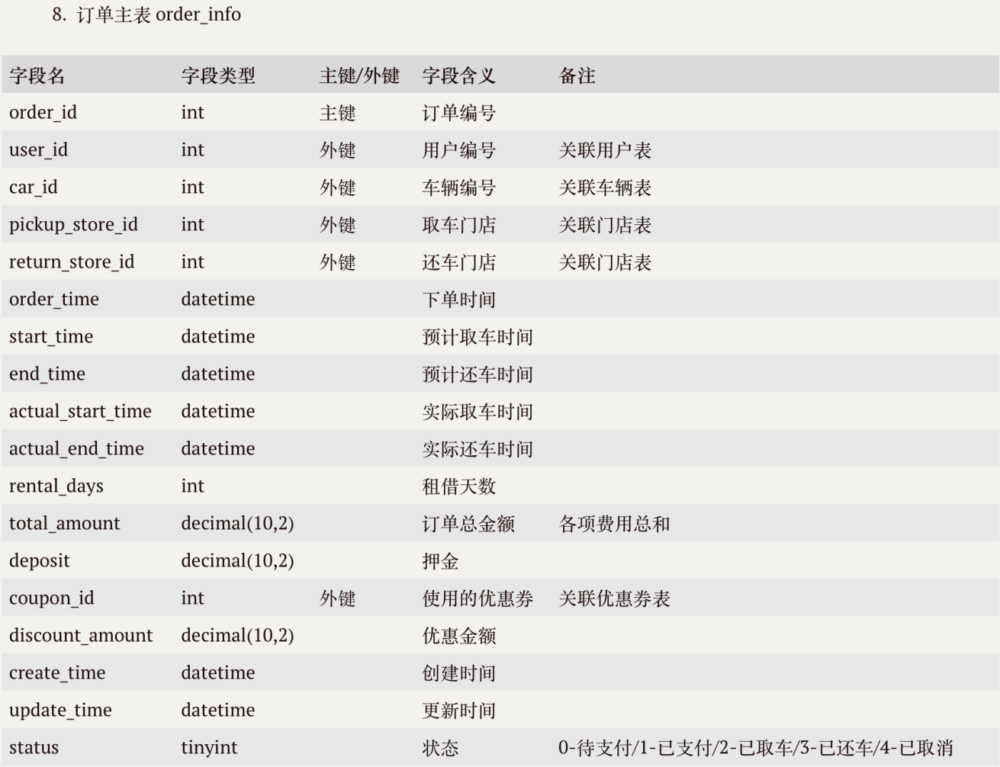 8. 订单主表 order_info
字段名 字段类型 主键/外键 字段含义 备注
order_id int 主键 订单编号
user_id int 外键 用户编号 关联用户表
car_id int 外键 车辆编号 关联车辆表
pickup_store_id int 外键 取车门店 关联门店表
return_store_id int 外键 还车门店 关联门店表
order_time datetime 下单时间
start_time datetime 预计取车时间
end_time datetime 预计还车时间
actual_start_time datetime 实际取车时间
actual_end_time datetime 实际还车时间
rental_days int 租借天数
total_amount decimal(10,2) 订单总金额 各项费用总和
deposit decimal(10,2) 押金
coupon_id int 外键 使用的优惠券 关联优惠券表
discount_amount decimal(10,2) 优惠金额
create_time datetime 创建时间
update_time datetime 更新时间
status tinyint 状态 0-待支付/1-已支付/2-已取车/3-已还车/4-已取消